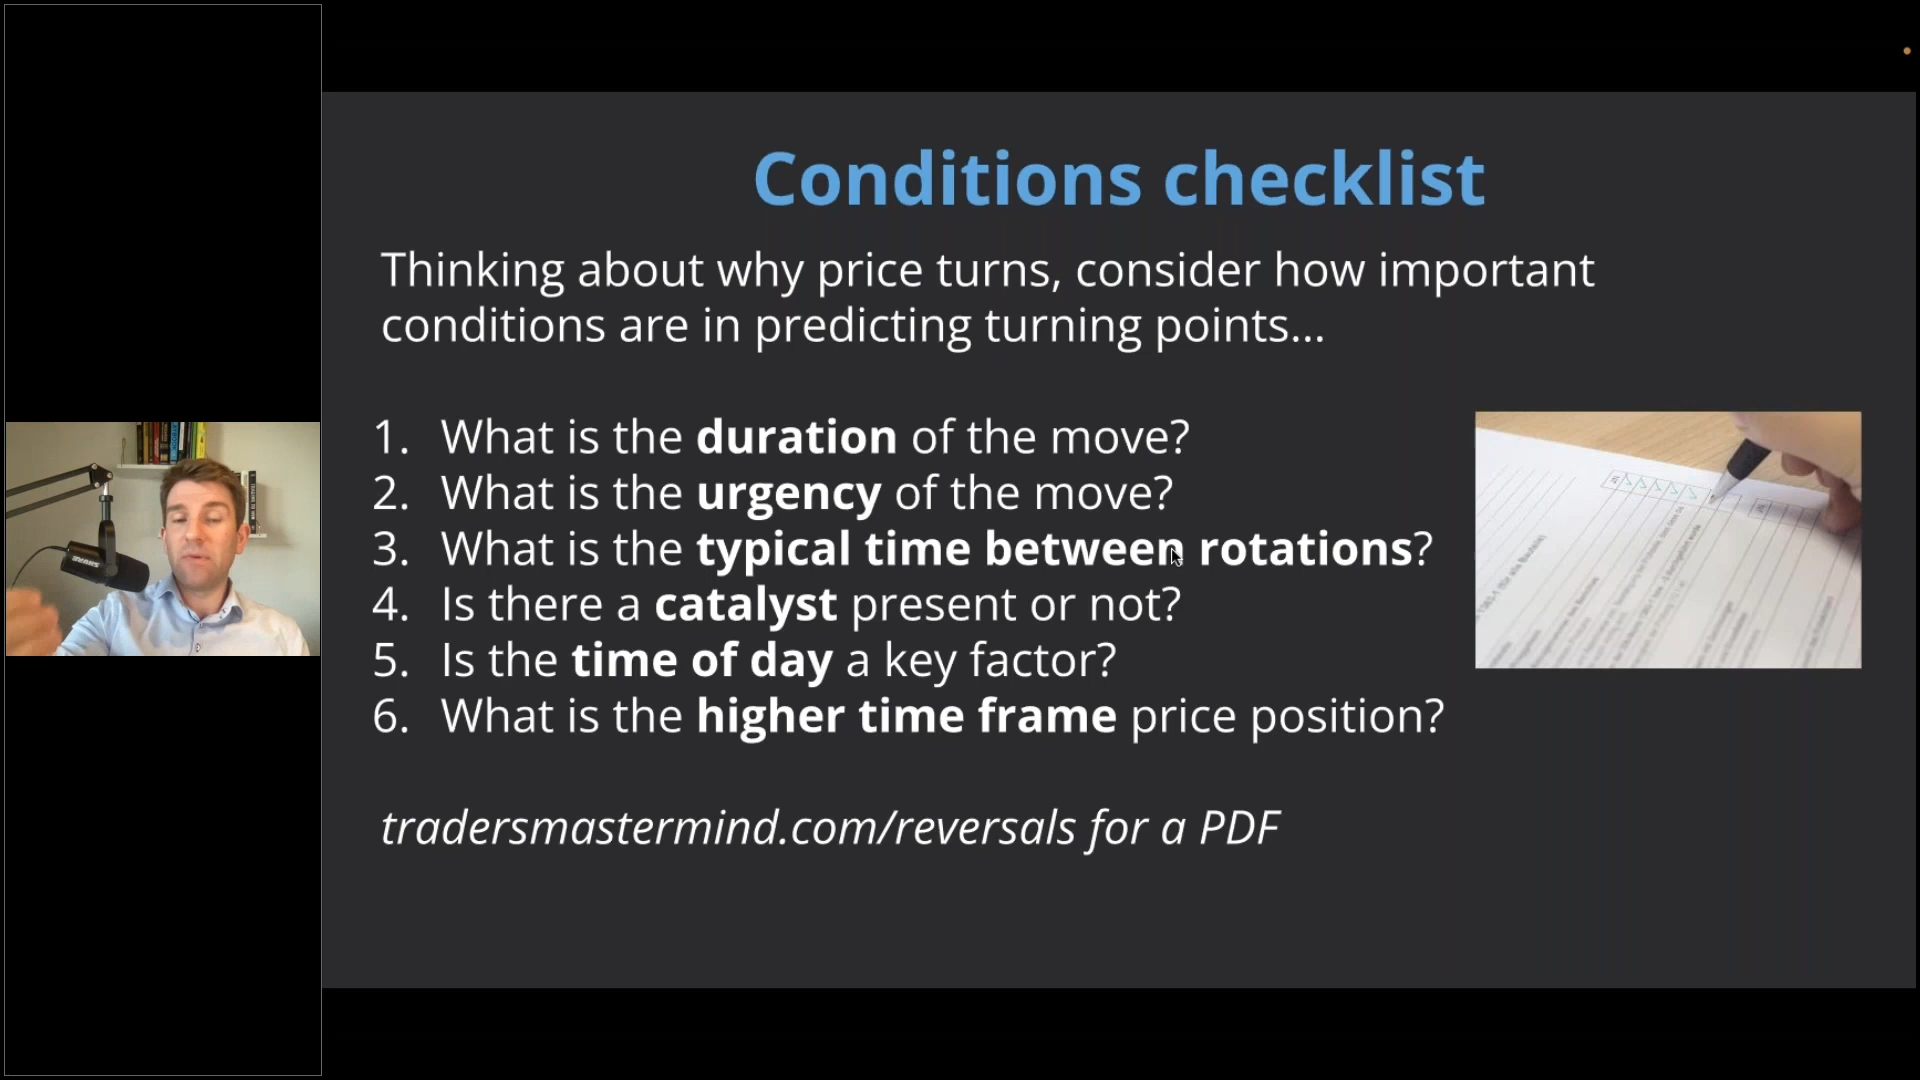 Conditions checklist
Thinking about why price turns, consider how important
conditions are in predicting turning points...
1. What is the duration of the move?
2. What is the urgency of the move?
3. What is the typical time between rotations?
4. Is there a catalyst present or not?
5. Is the time of day a key factor?
6. What is the higher time frame price position?
tradersmastermind.com/reversals for a PDF